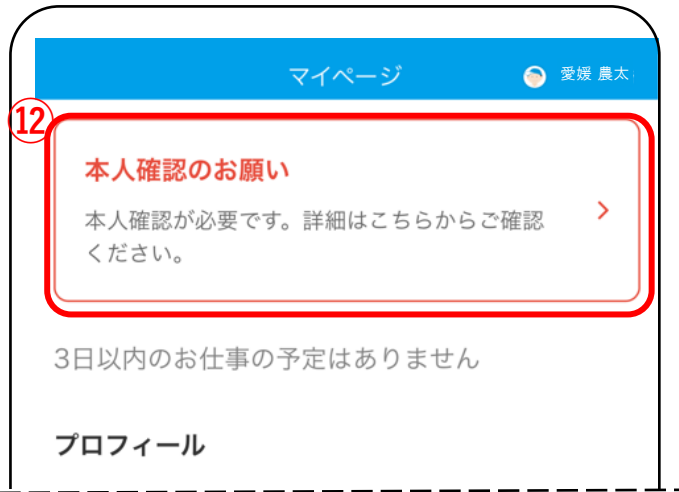 マイページ
愛媛 農太
⑫
本人確認のお願い
本人確認が必要です。詳細はこちらからご確認
ください。
3日以内のお仕事の予定はありません
プロフィール